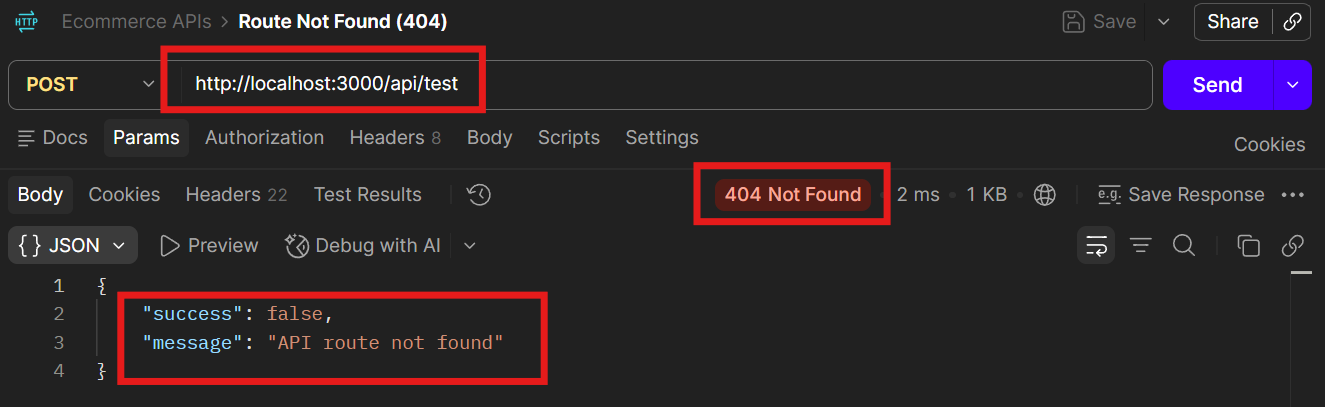 HTTP Ecommerce APIs > Route Not Found (404) Save Share
POST http://localhost:3000/api/test Send
Docs Params Authorization Headers 8 Body Scripts Settings Cookies
Body Cookies Headers 22 Test Results 404 Not Found 2 ms 1 KB e.g. Save Response
{} JSON Preview Debug with AI
1 {
2 "success": false,
3 "message": "API route not found"
4 }